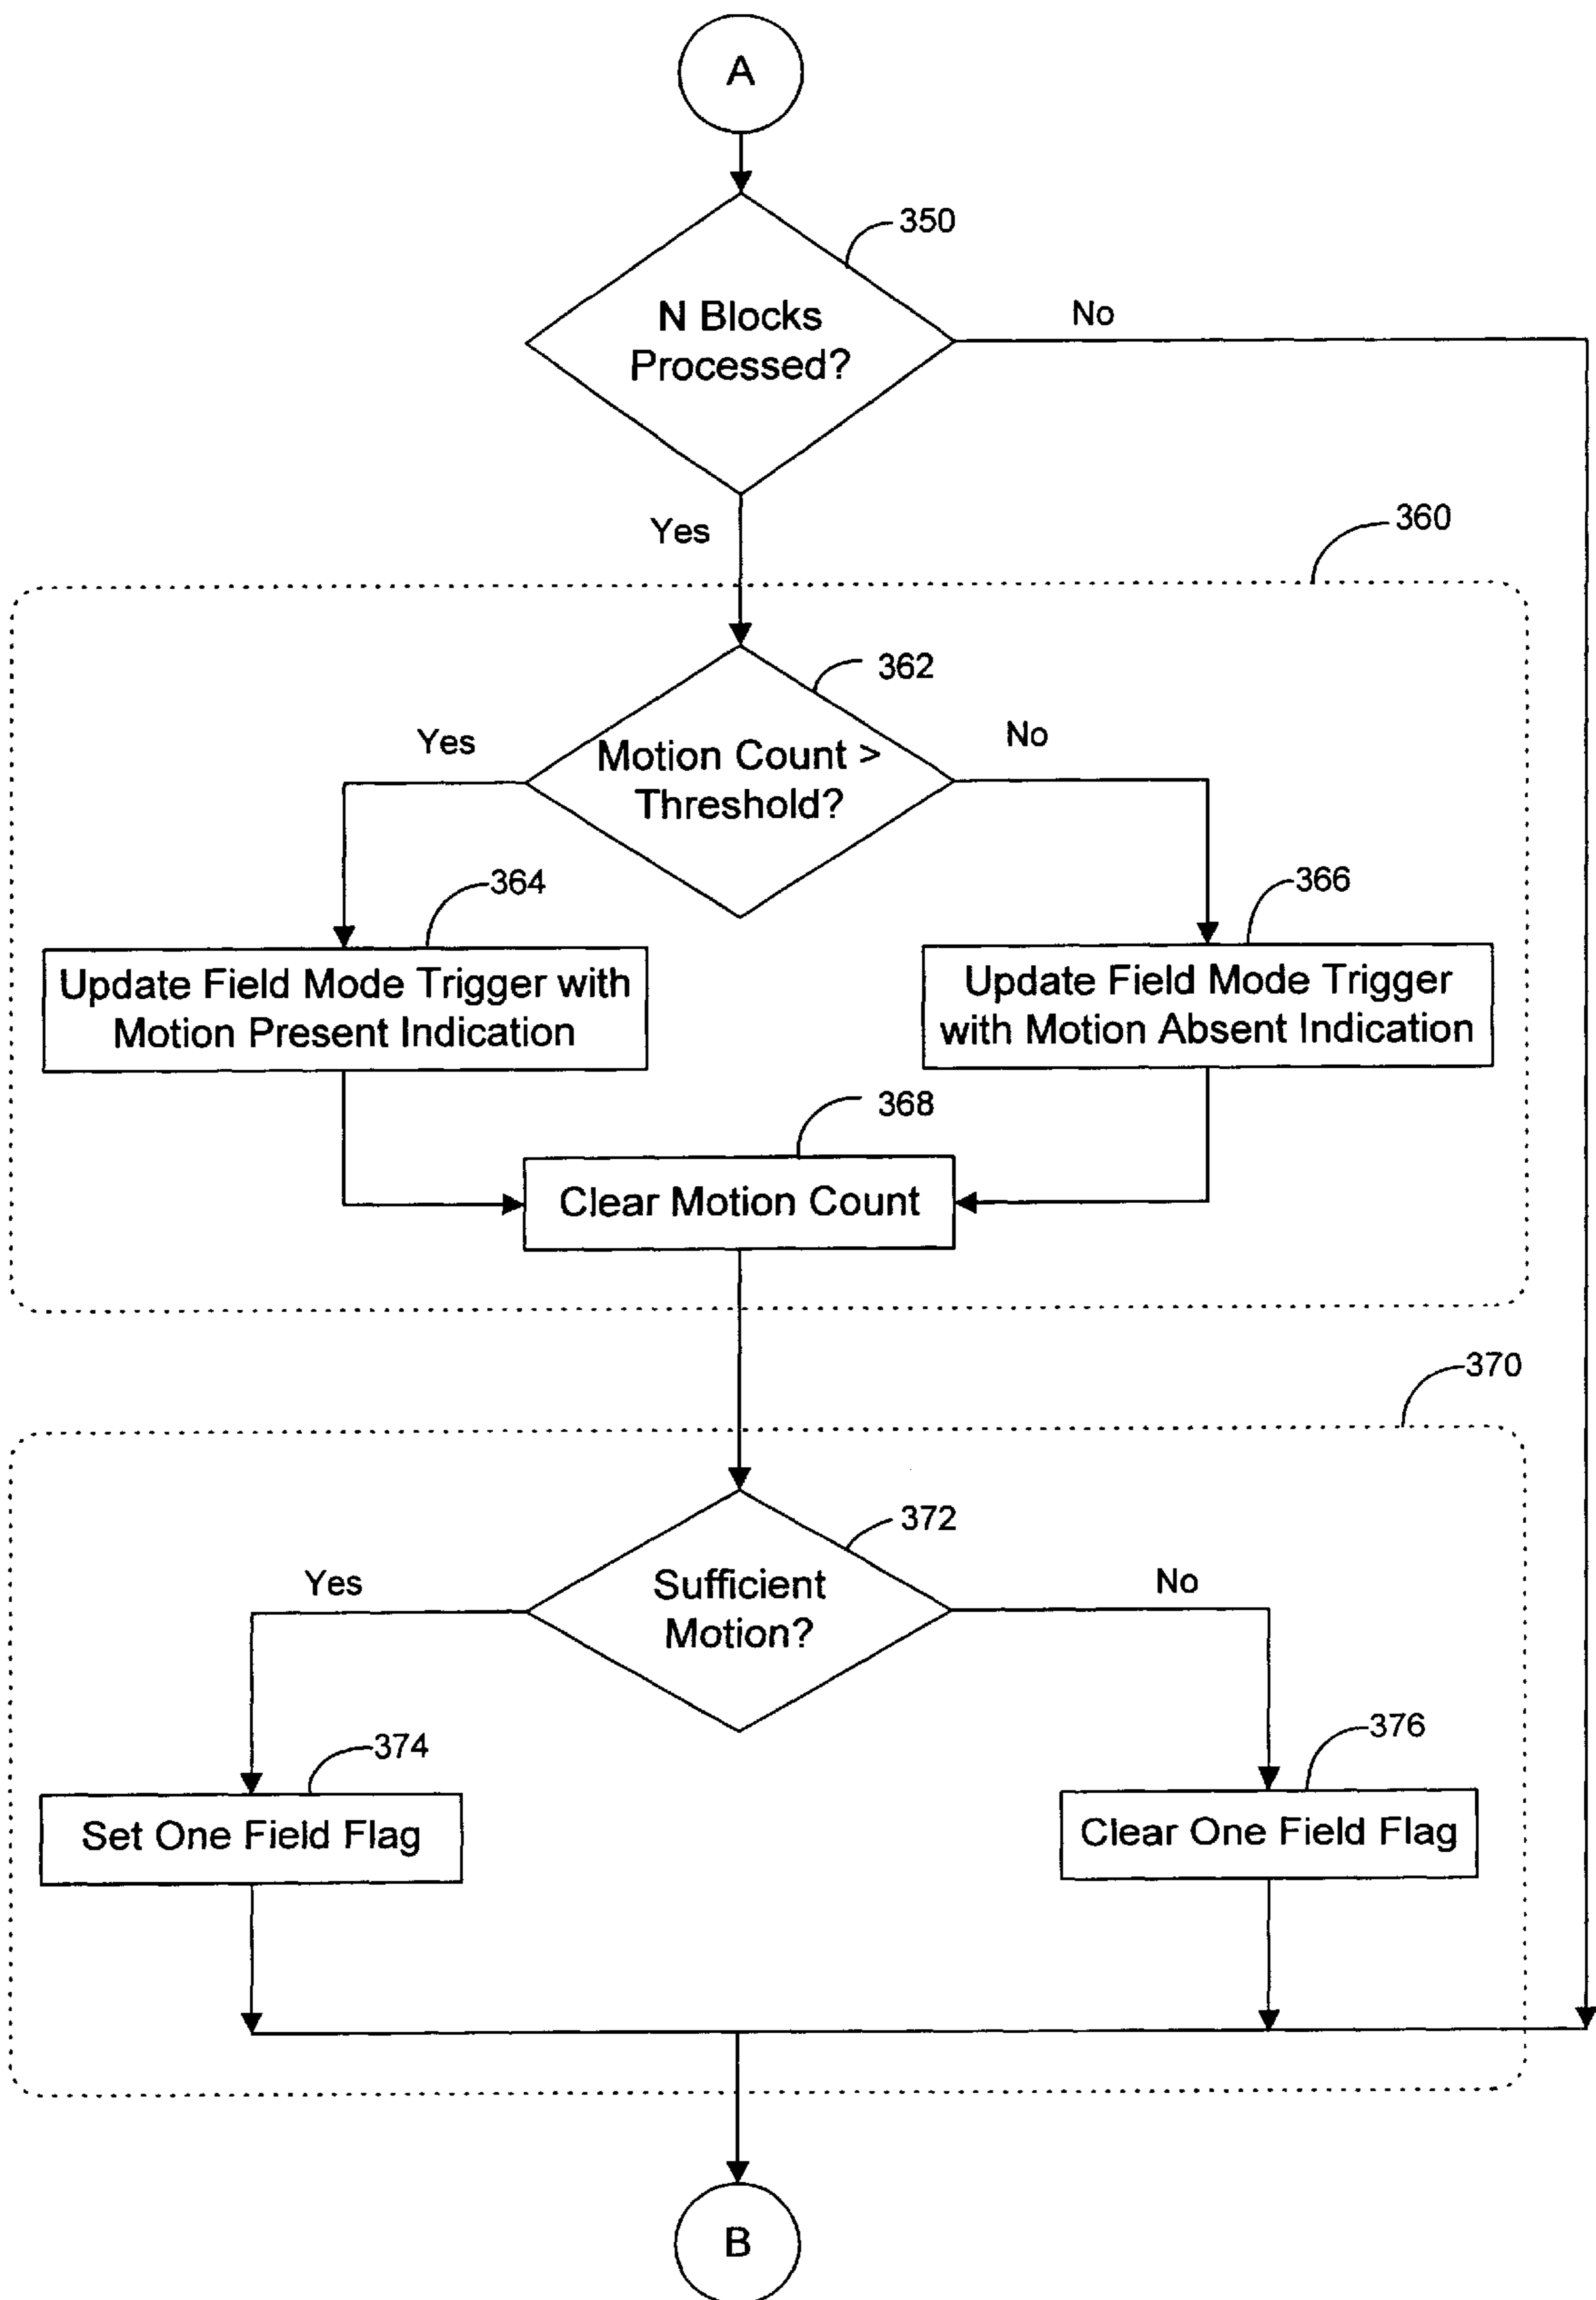 A
350
N Blocks
Processed?
No
Yes
360
362
Motion Count >
Threshold?
Yes
No
364
366
Update Field Mode Trigger with
Motion Present Indication
Update Field Mode Trigger
with Motion Absent Indication
368
Clear Motion Count
370
372
Sufficient
Motion?
Yes
No
374
376
Set One Field Flag
Clear One Field Flag
B